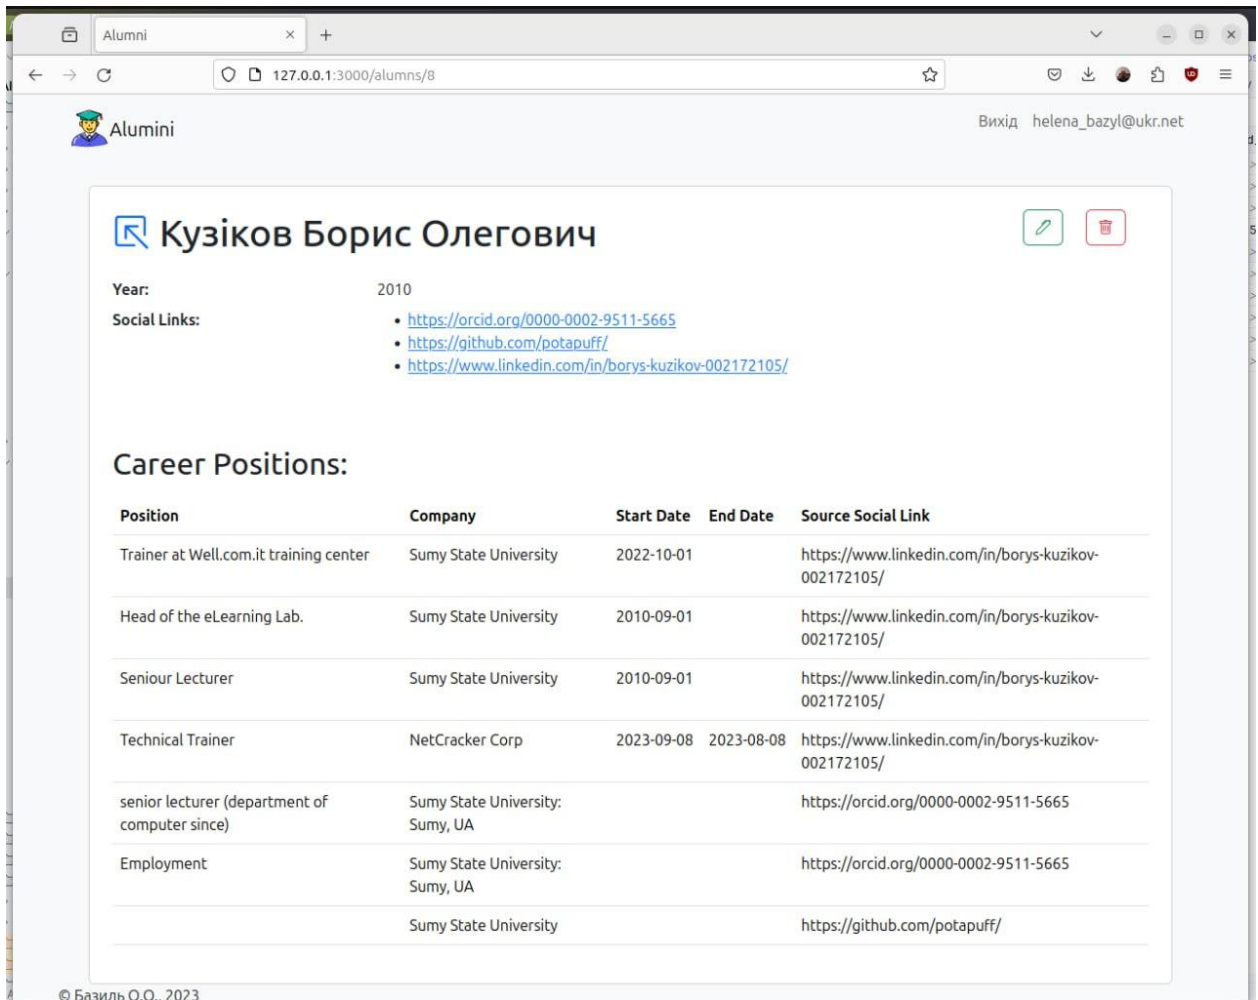 Alumni
127.0.0.1:3000/alumns/8
Alumini
Вихід helena_bazyl@ukr.net
Кузіков Борис Олегович
Year: 2010
Social Links:
• https://orcid.org/0000-0002-9511-5665
• https://github.com/potapuff/
• https://www.linkedin.com/in/borys-kuzikov-002172105/
Career Positions:
Position Company Start Date End Date Source Social Link
Trainer at Well.com.it training center Sumy State University 2022-10-01 https://www.linkedin.com/in/borys-kuzikov-
002172105/
Head of the eLearning Lab. Sumy State University 2010-09-01 https://www.linkedin.com/in/borys-kuzikov-
002172105/
Seniour Lecturer Sumy State University 2010-09-01 https://www.linkedin.com/in/borys-kuzikov-
002172105/
Technical Trainer NetCracker Corp 2023-09-08 2023-08-08 https://www.linkedin.com/in/borys-kuzikov-
002172105/
senior lecturer (department of Sumy State University: https://orcid.org/0000-0002-9511-5665
computer since) Sumy, UA
Employment Sumy State University: https://orcid.org/0000-0002-9511-5665
Sumy, UA
Sumy State University https://github.com/potapuff/
© Базиль О.О., 2023